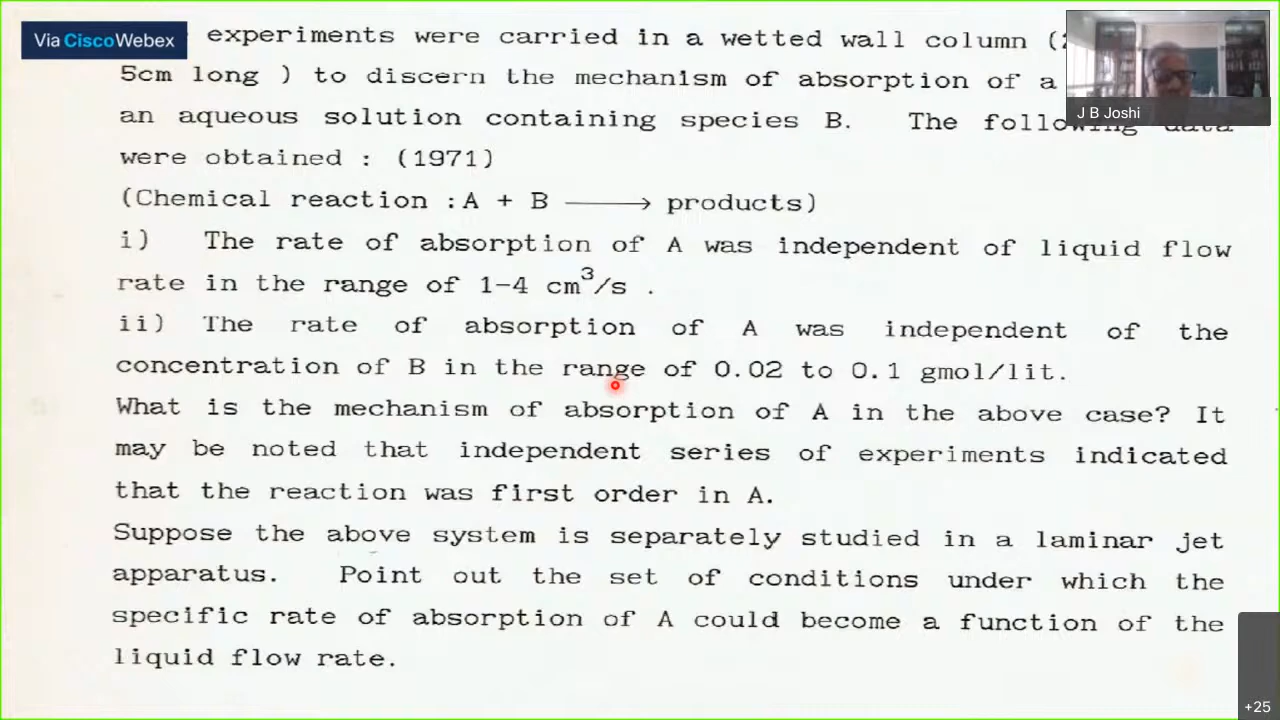 Via Cisco Webex
experiments were carried in a wetted wall column (
5cm long ) to discern the mechanism of absorption of a
J B Joshi
an aqueous solution containing species B. The following data
were obtained : (1971)
(Chemical reaction :A + B ⟶ products)
i) The rate of absorption of A was independent of liquid flow
rate in the range of 1-4 cm³/s .
ii) The rate of absorption of A was independent of the
concentration of B in the range of 0.02 to 0.1 gmol/lit.
What is the mechanism of absorption of A in the above case? It
may be noted that independent series of experiments indicated
that the reaction was first order in A.
Suppose the above system is separately studied in a laminar jet
apparatus. Point out the set of conditions under which the
specific rate of absorption of A could become a function of the
liquid flow rate.
+25